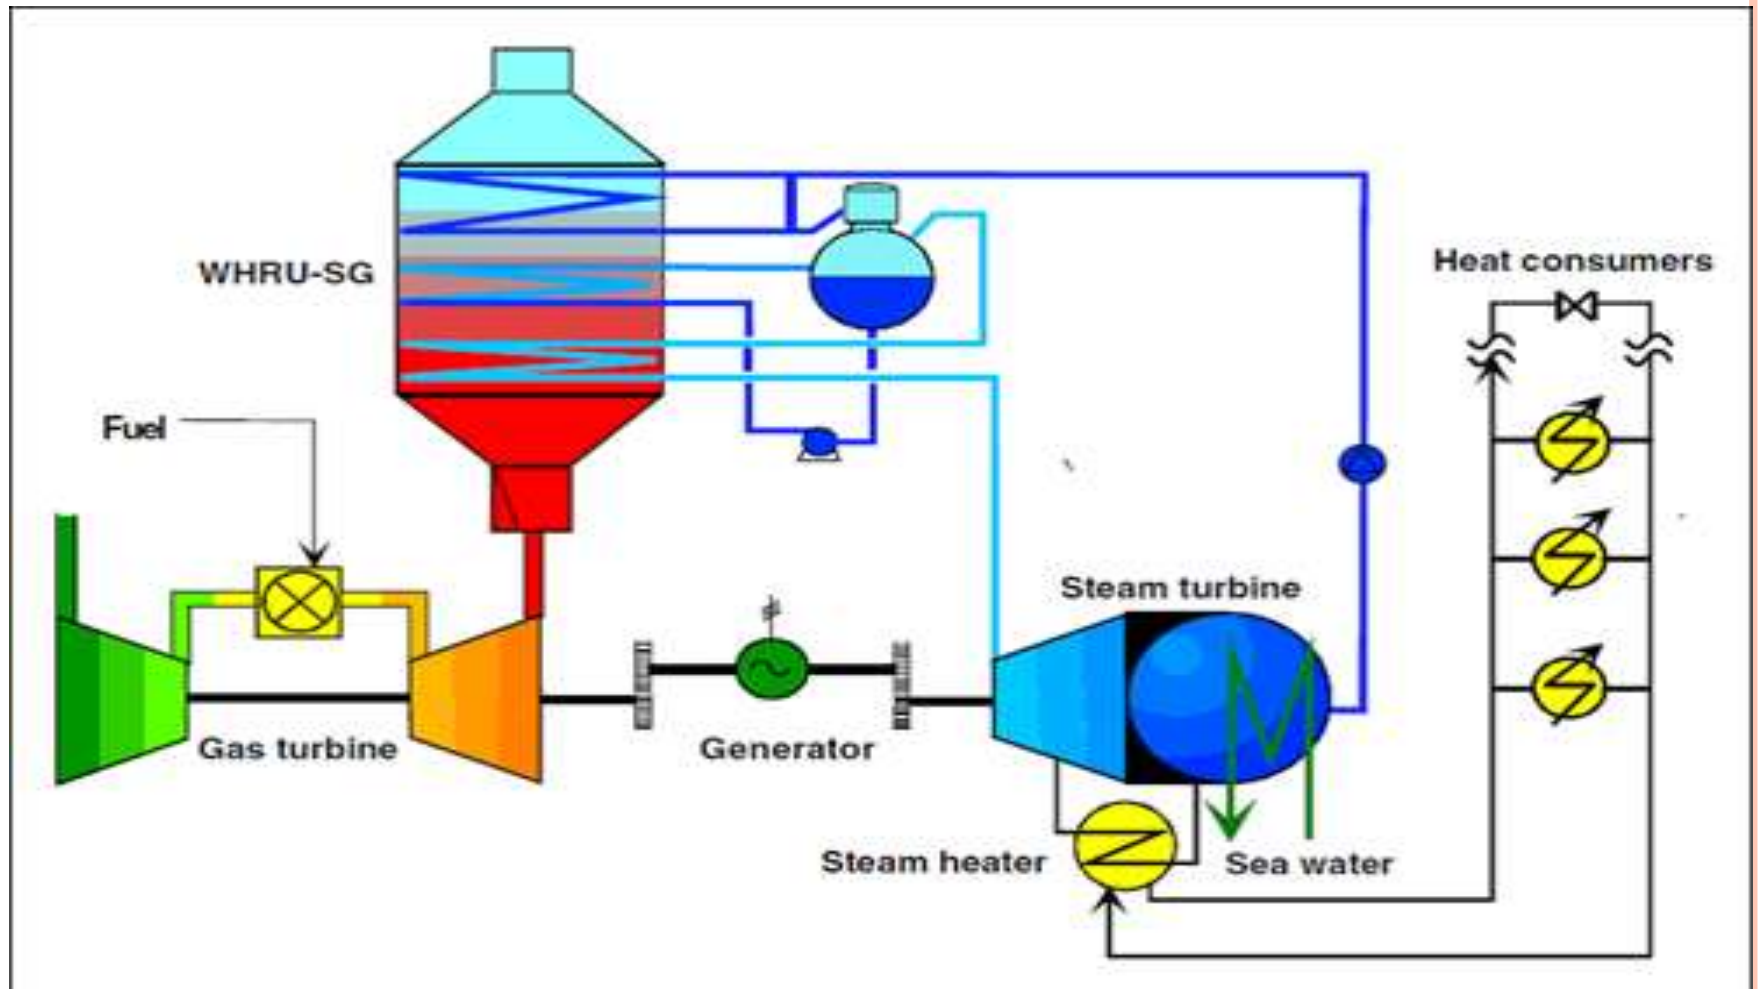 WHRU-SG
Heat consumers
Fuel
Steam turbine
Gas turbine
Generator
Steam heater
Sea water